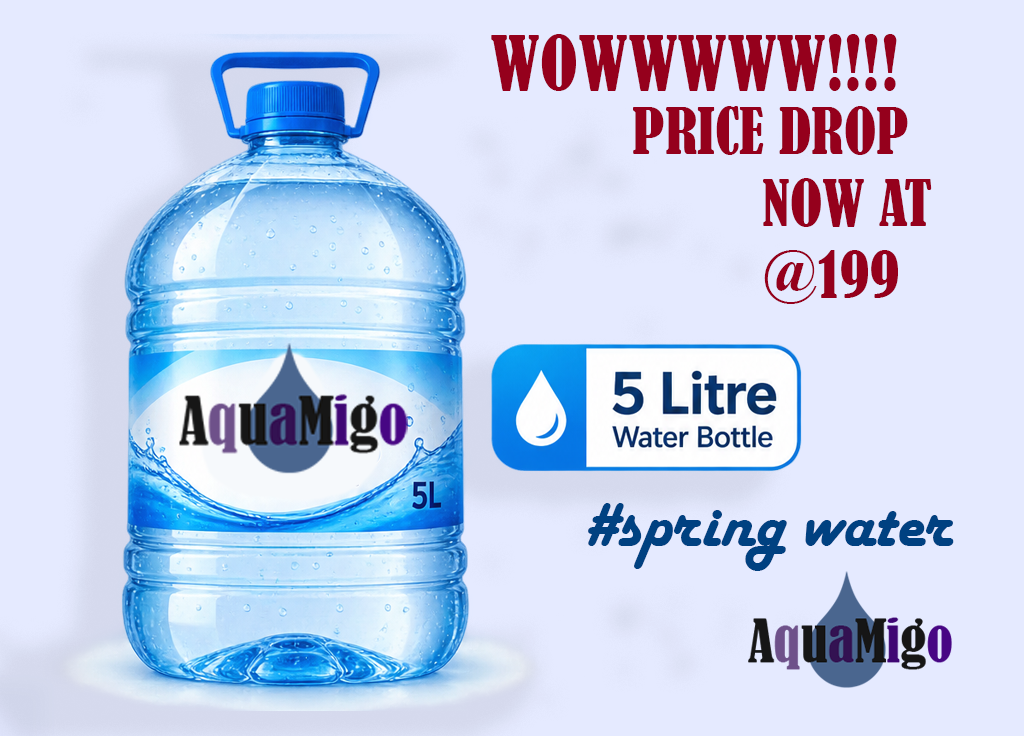 WOWWWWW!!!!
PRICE DROP
NOW AT
@199
AquaMigo
5L
5 Litre
Water Bottle
#spring water
AquaMigo